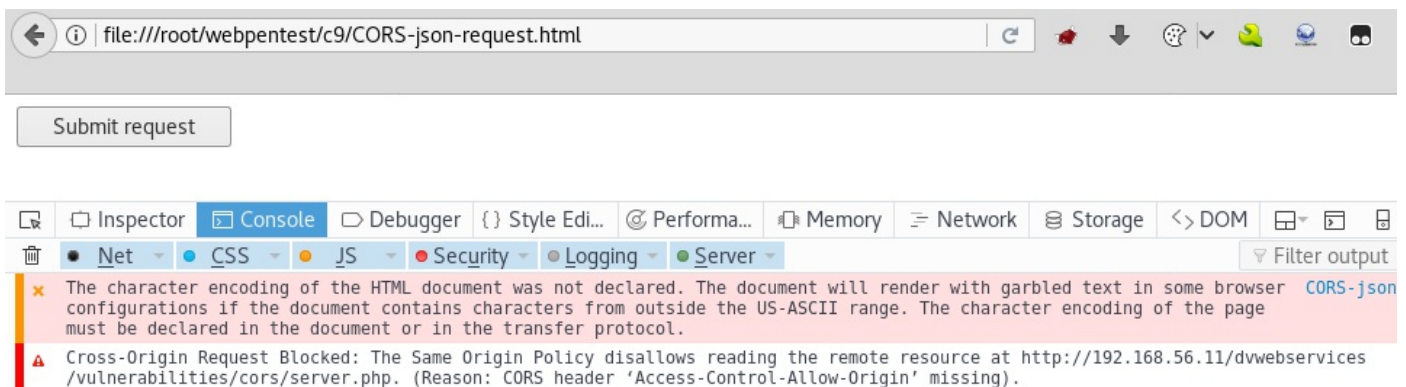 file:///root/webpentest/c9/CORS-json-request.html
Submit request
Inspector Console Debugger {} Style Edi... Performa... Memory Network Storage DOM
Net CSS JS Security Logging Server Filter output
The character encoding of the HTML document was not declared. The document will render with garbled text in some browser CORS-json
configurations if the document contains characters from outside the US-ASCII range. The character encoding of the page
must be declared in the document or in the transfer protocol.
Cross-Origin Request Blocked: The Same Origin Policy disallows reading the remote resource at http://192.168.56.11/dvwebservices
/vulnerabilities/cors/server.php. (Reason: CORS header ‘Access-Control-Allow-Origin’ missing).